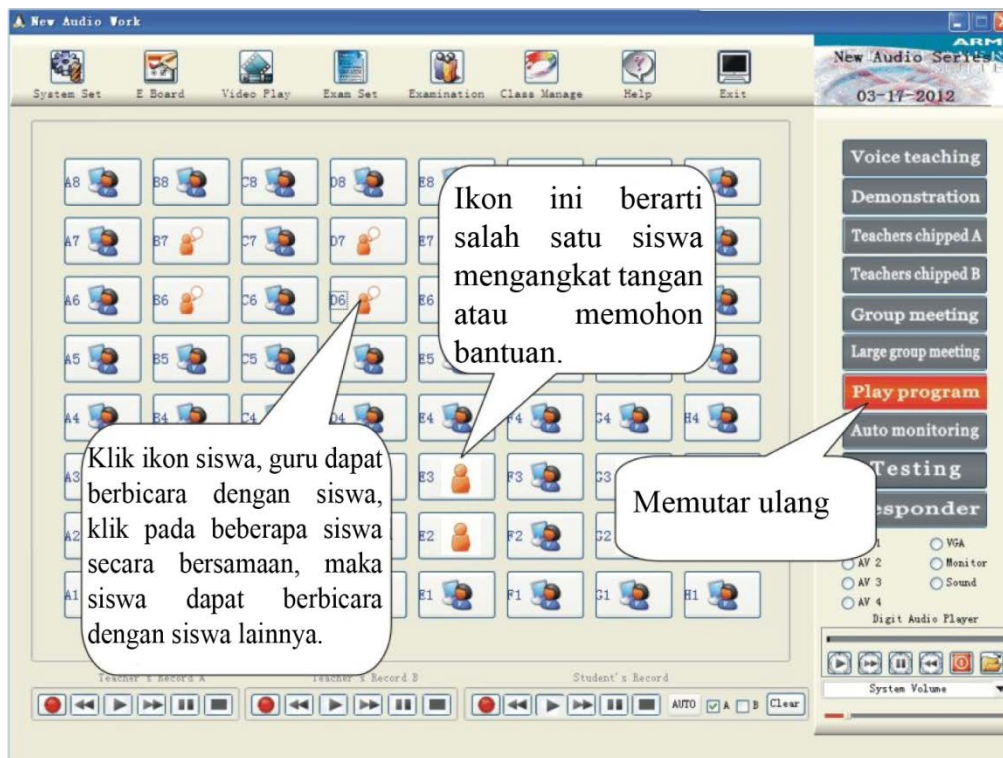 New Audio Work
System Set E Board Video Play Exam Set Examination Class Manage Help Exit
ARM
New Audio Series
03-17-2012
Voice teaching
Demonstration
Teachers chipped A
Teachers chipped B
Group meeting
Large group meeting
Play program
Auto monitoring
Testing
A8 B8 C8 D8 E8
A7 B7 C7 D7 E7
A6 B6 C6 D6 E6
A5 B5 C5 E5
A4 B4 C4 D4 E4 F4 G4 H4
A3 E3 F3 G3
A2 E2 F2 G2
A1 E1 F1 G1 H1
Ikon ini berarti
salah satu siswa
mengangkat tangan
atau memohon
bantuan.
Klik ikon siswa, guru dapat
berbicara dengan siswa,
klik pada beberapa siswa
secara bersamaan, maka
siswa dapat berbicara
dengan siswa lainnya.
Memutar ulang
VGA
AV 2 Monitor
AV 3 Sound
AV 4
Digit Audio Player
System Volume
Teacher's Record A Teacher's Record B Student's Record
AUTO A B Clear